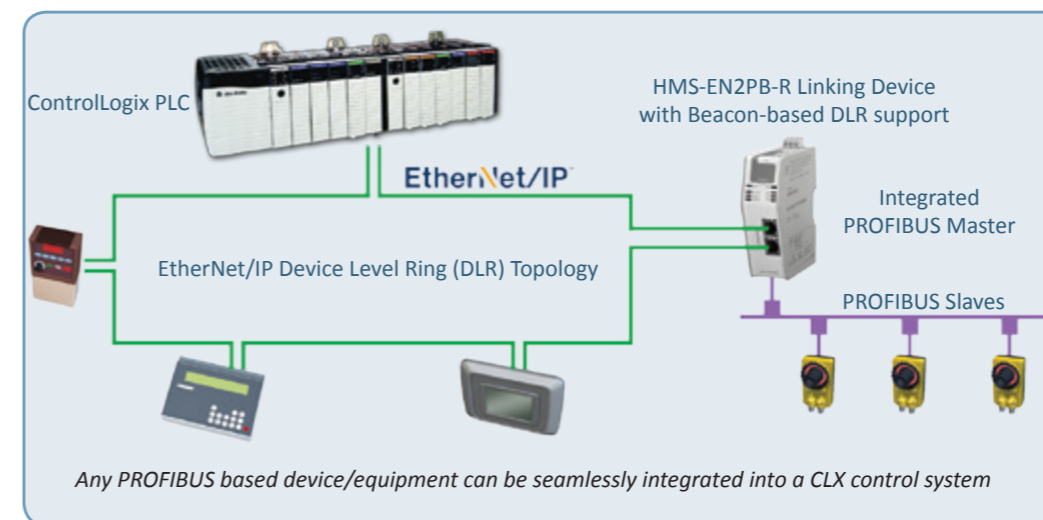 ControlLogix PLC
HMS-EN2PB-R Linking Device
with Beacon-based DLR support
EtherNet/IP
Integrated
PROFIBUS Master
EtherNet/IP Device Level Ring (DLR) Topology
PROFIBUS Slaves
Any PROFIBUS based device/equipment can be seamlessly integrated into a CLX control system